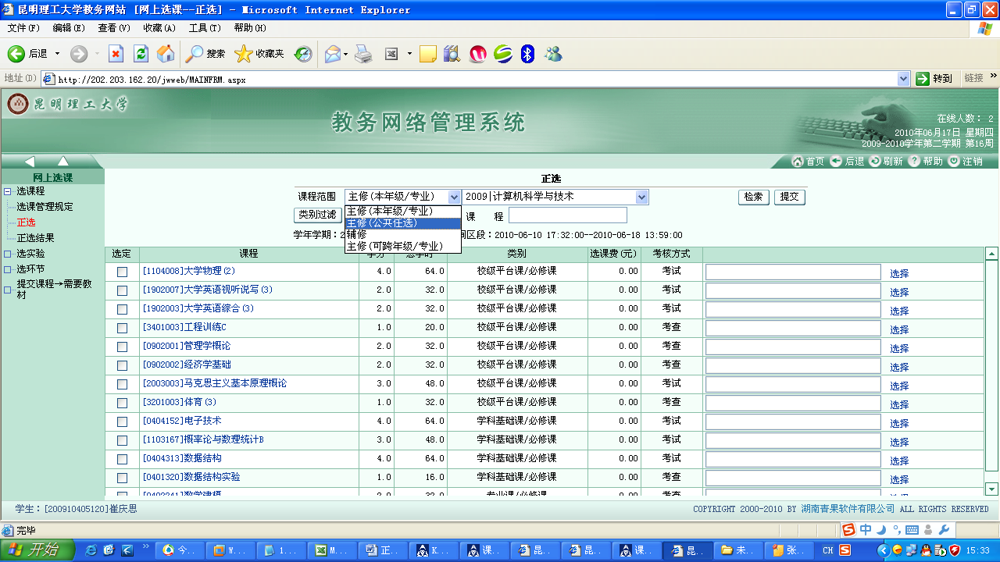 昆明理工大学教务网站 [网上选课--正选] - Microsoft Internet Explorer
文件(F) 编辑(E) 查看(V) 收藏(A) 工具(T) 帮助(H)
后退 搜索 收藏夹
地址(D) http://202.203.162.20/jwweb/MAINFRM.aspx 转到 链接 »
昆明理工大学
教务网络管理系统
在线人数: 2
2010年06月17日 星期四
2009-2010学年第二学期 第16周
首页 后退 刷新 帮助 注销
网上选课
选课程
选课管理规定
正选
正选结果
选实验
选环节
提交课程→需要教材
正选
课程范围 主修(本年级/专业) 2009|计算机科学与技术 检索 提交
类别过滤 主修(本年级/专业) 课 程
主修(公共任选)
辅修
主修(可跨年级/专业)
学年学期:2 间区段:2010-06-10 17:32:00--2010-06-18 13:59:00
选定 课程 学分 总学时 类别 选课费(元) 考核方式
[1104008]大学物理(2) 4.0 64.0 校级平台课/必修课 0.00 考试 选择
[1902007]大学英语视听说写(3) 2.0 32.0 校级平台课/必修课 0.00 考试 选择
[1902003]大学英语综合(3) 2.0 32.0 校级平台课/必修课 0.00 考试 选择
[3401003]工程训练C 1.0 20.0 校级平台课/必修课 0.00 考查 选择
[0902001]管理学概论 2.0 32.0 校级平台课/必修课 0.00 考查 选择
[0902002]经济学基础 2.0 32.0 校级平台课/必修课 0.00 考查 选择
[2003003]马克思主义基本原理概论 3.0 48.0 校级平台课/必修课 0.00 考试 选择
[3201003]体育(3) 1.0 32.0 校级平台课/必修课 0.00 考查 选择
[0404152]电子技术 4.0 64.0 学科基础课/必修课 0.00 考试 选择
[1103167]概率论与数理统计B 3.0 48.0 学科基础课/必修课 0.00 考试 选择
[0404313]数据结构 4.0 64.0 学科基础课/必修课 0.00 考试 选择
[0401320]数据结构实验 1.0 16.0 学科基础课/必修课 0.00 考查 选择
[0402241]数学建模 2.0 32.0 专业课/必修课 0.00 考查 选择
学生:[200910405120]崔庆思 COPYRIGHT 2000-2010 BY 湖南青果软件有限公司 ALL RIGHTS RESERVED
完毕 中
开始 » 今... W... 1... M... 正... K... 课... 昆... 昆... 课... 昆... 未... 张... CH 15:33